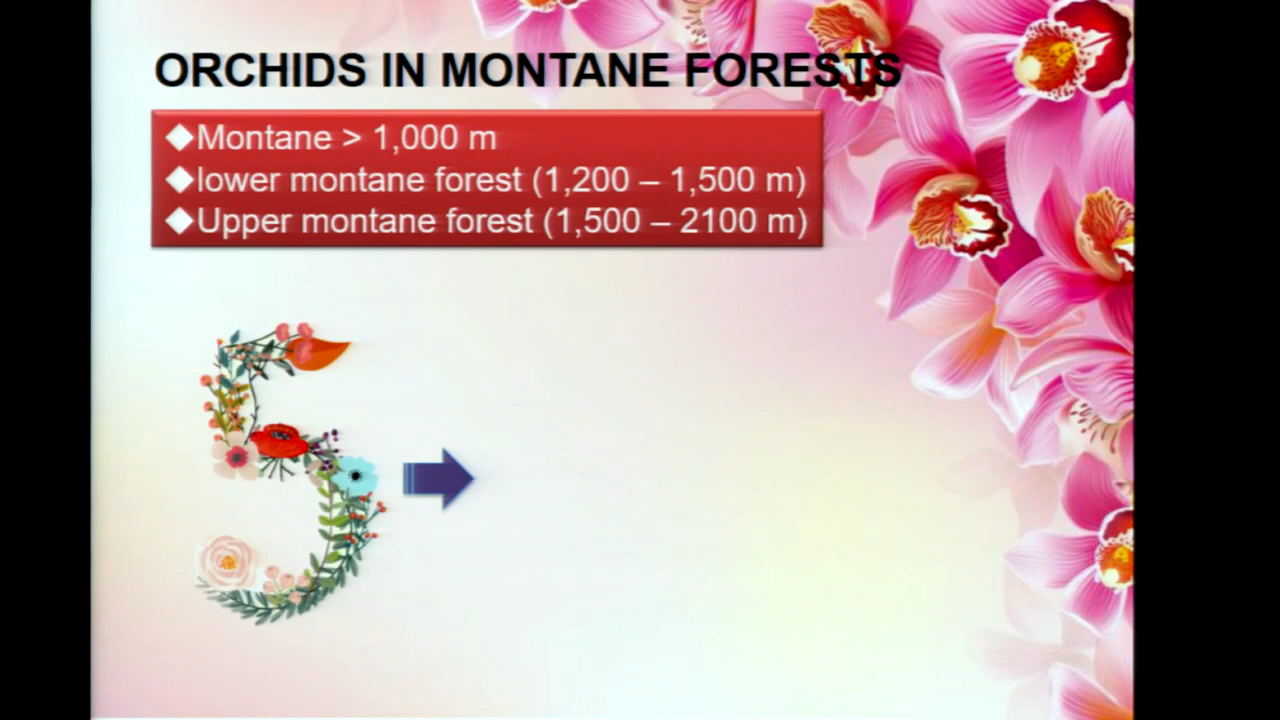 ORCHIDS IN MONTANE FORESTS
◆Montane > 1,000 m
◆lower montane forest (1,200 – 1,500 m)
◆Upper montane forest (1,500 – 2100 m)
5